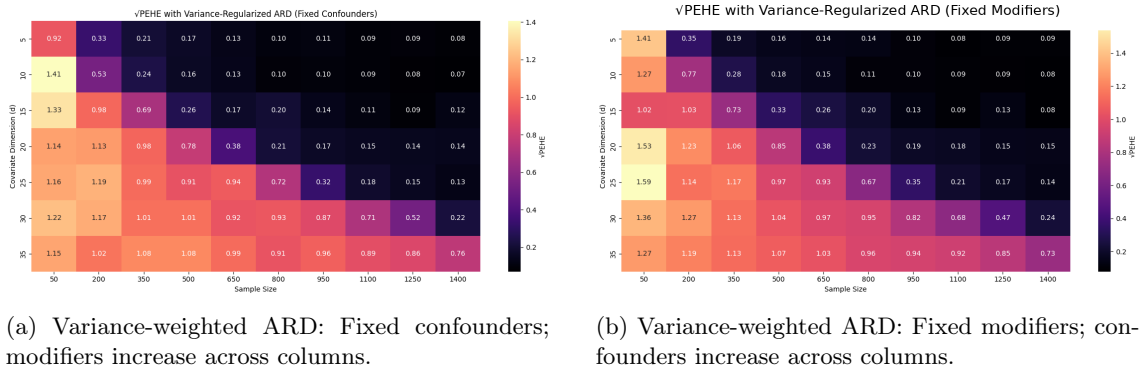 √PEHE with Variance-Regularized ARD (Fixed Confounders)
Covariate Dimension (d)
5 0.92 0.33 0.21 0.17 0.13 0.10 0.11 0.09 0.09 0.08
10 1.41 0.53 0.24 0.16 0.13 0.10 0.10 0.09 0.08 0.07
15 1.33 0.98 0.69 0.26 0.17 0.20 0.14 0.11 0.09 0.12
20 1.14 1.13 0.98 0.78 0.38 0.21 0.17 0.15 0.14 0.14
25 1.16 1.19 0.99 0.91 0.94 0.72 0.32 0.18 0.15 0.13
30 1.22 1.17 1.01 1.01 0.92 0.93 0.87 0.71 0.52 0.22
35 1.15 1.02 1.08 1.08 0.99 0.91 0.96 0.89 0.86 0.76
50 200 350 500 650 800 950 1100 1250 1400
Sample Size
1.4
1.2
1.0
0.8
0.6
0.4
0.2
√PEHE
(a) Variance-weighted ARD: Fixed confounders;
modifiers increase across columns.
√PEHE with Variance-Regularized ARD (Fixed Modifiers)
Covariate Dimension (d)
5 1.41 0.35 0.19 0.16 0.14 0.14 0.10 0.08 0.09 0.09
10 1.27 0.77 0.28 0.18 0.15 0.11 0.10 0.09 0.09 0.08
15 1.02 1.03 0.73 0.33 0.26 0.20 0.13 0.09 0.13 0.08
20 1.53 1.23 1.06 0.85 0.38 0.23 0.19 0.18 0.15 0.15
25 1.59 1.14 1.17 0.97 0.93 0.67 0.35 0.21 0.17 0.14
30 1.36 1.27 1.13 1.04 0.97 0.95 0.82 0.68 0.47 0.24
35 1.27 1.19 1.13 1.07 1.03 0.96 0.94 0.92 0.85 0.73
50 200 350 500 650 800 950 1100 1250 1400
Sample Size
1.4
1.2
1.0
0.8
0.6
0.4
0.2
√PEHE
(b) Variance-weighted ARD: Fixed modifiers; con-
founders increase across columns.